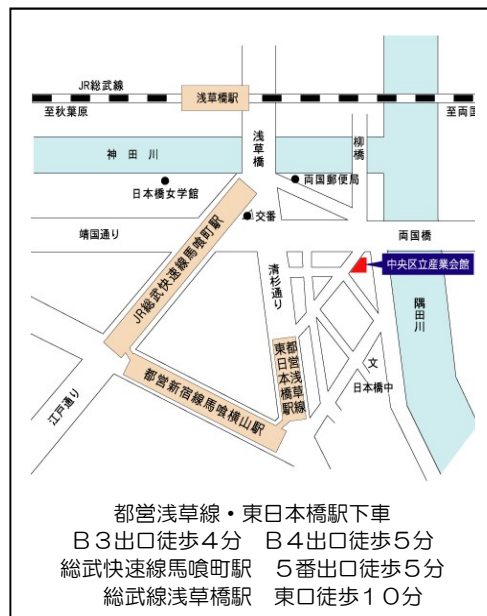 JR総武線
浅草橋駅
至秋葉原
至両国
神田川
浅草橋
柳橋
両国郵便局
日本橋女学館
交番
靖国通り
両国橋
JR総武快速線馬喰町駅
清杉通り
中央区立産業会館
隅田川
都営浅草線
東日本橋駅
文
日本橋中
江戸通り
都営新宿線馬喰横山駅
都営浅草線・東日本橋駅下車
B3出口徒歩4分 B4出口徒歩5分
総武快速線馬喰町駅 5番出口徒歩5分
総武線浅草橋駅 東口徒歩10分